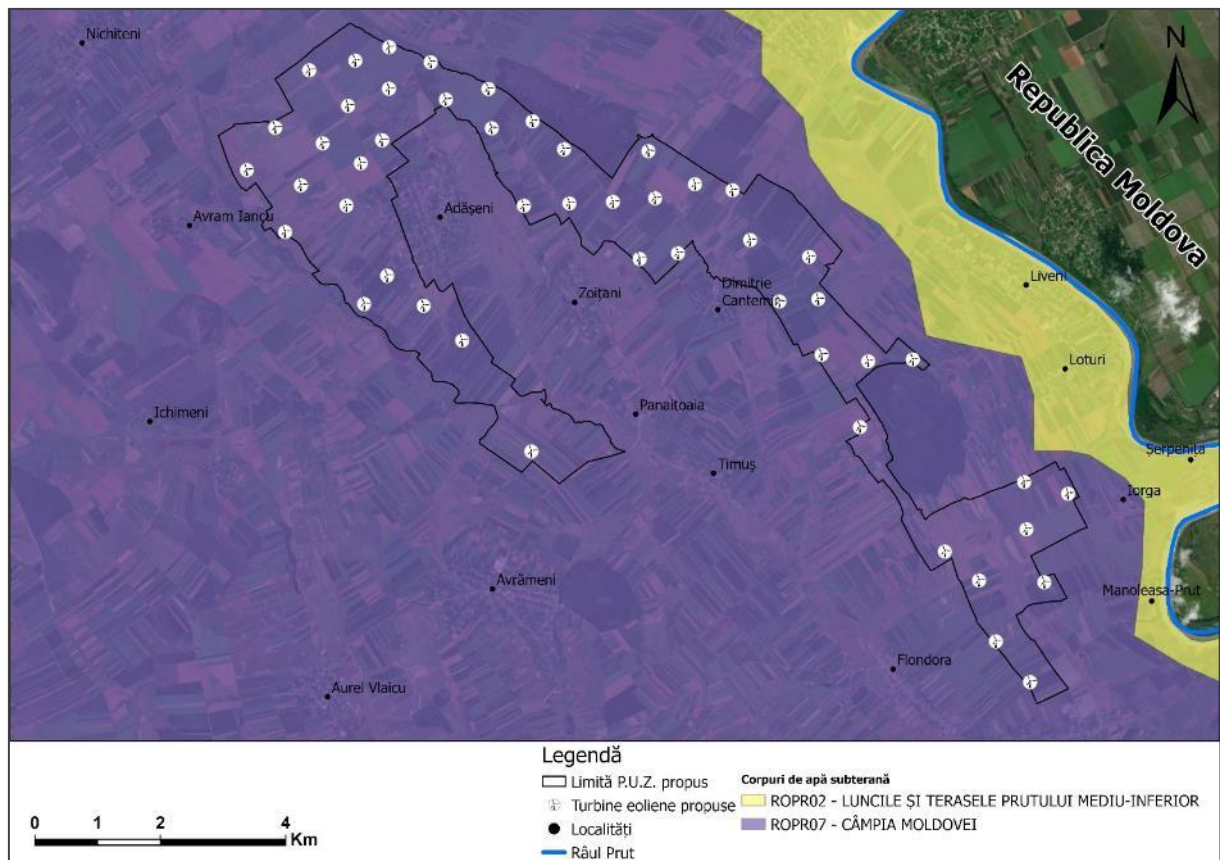 Nichiteni
N
Republica Moldova
Avram Iancu
Adășeni
Liveni
Zoițani
Dimitrie
Cantemir
Loturi
Ichimeni
Panaitoaia
Șerpenița
Timuș
Iorga
Avrămeni
Manoleasa-Prut
Flondora
Aurel Vlaicu
Legendă
Limită P.U.Z. propus
Turbine eoliene propuse
Localități
Râul Prut
Corpuri de apă subterană
ROPR02 - LUNCILE ȘI TERASELE PRUTULUI MEDIU-INFERIOR
ROPR07 - CÂMPIA MOLDOVEI
0 1 2 4
Km